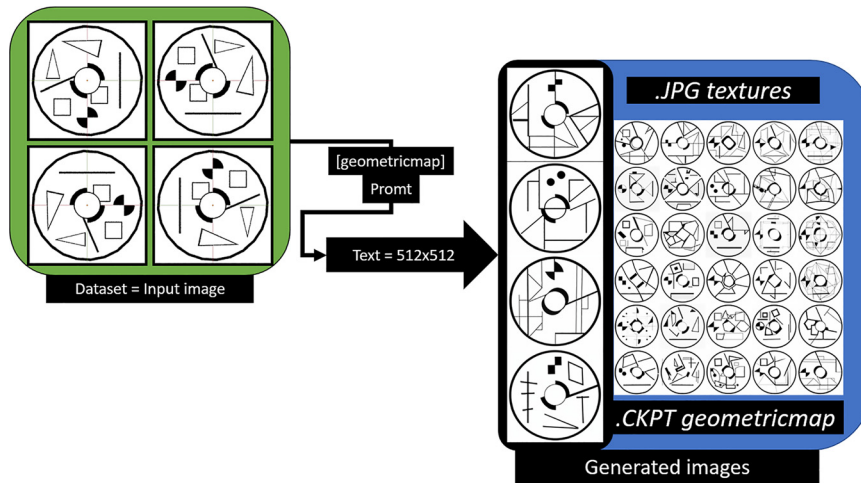 Dataset = Input image
[geometricmap]
Promt
Text = 512x512
.JPG textures
.CKPT geometricmap
Generated images